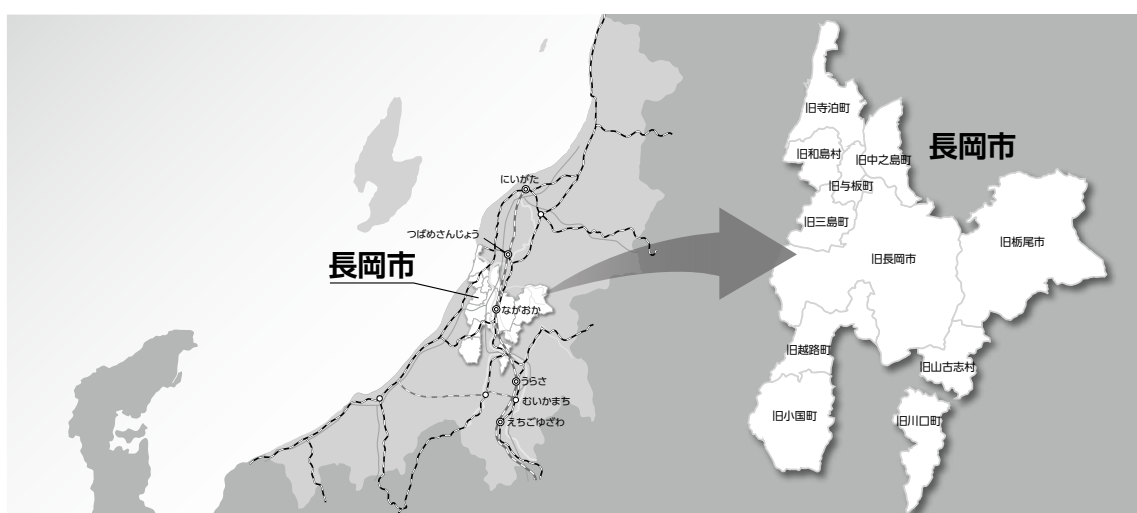 にいがた
つばめさんじょう
長岡市
ながおか
うらさ
むいかまち
えちごゆざわ
長岡市
旧寺泊町
旧和島村
旧中之島町
旧与板町
旧三島町
旧長岡市
旧栃尾市
旧越路町
旧山古志村
旧小国町
旧川口町